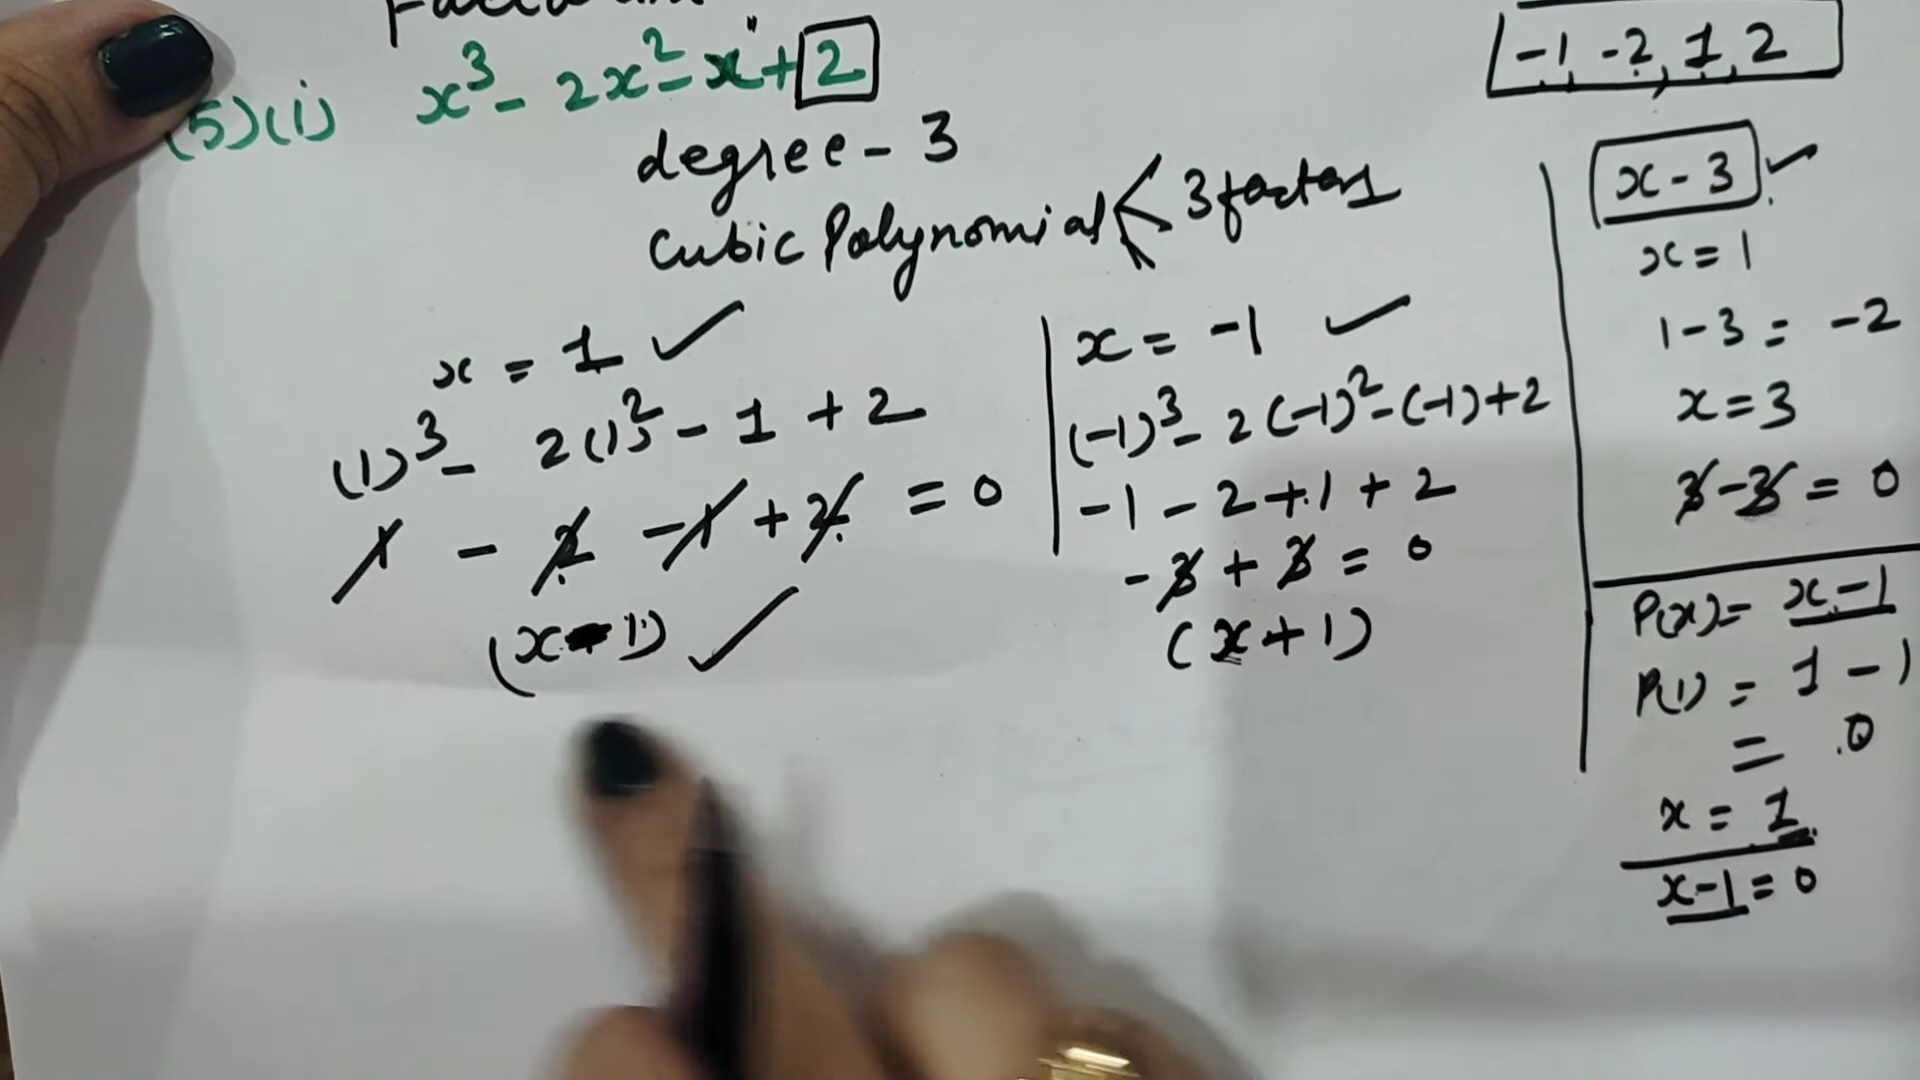 (5)(i) x³ - 2x² - x + 2
degree - 3
Cubic Polynomial < 3 factors
x = 1 ✓
(1)³ - 2(1)² - 1 + 2
1 - 2 - 1 + 2 = 0
(x - 1) ✓
x = -1 ✓
(-1)³ - 2(-1)² - (-1) + 2
-1 - 2 + 1 + 2
-3 + 3 = 0
(x + 1)
-1, -2, 1, 2
x - 3 ✓
x = 1
1 - 3 = -2
x = 3
3 - 3 = 0
P(x) = x - 1
P(1) = 1 - 1
= 0
x = 1
x - 1 = 0